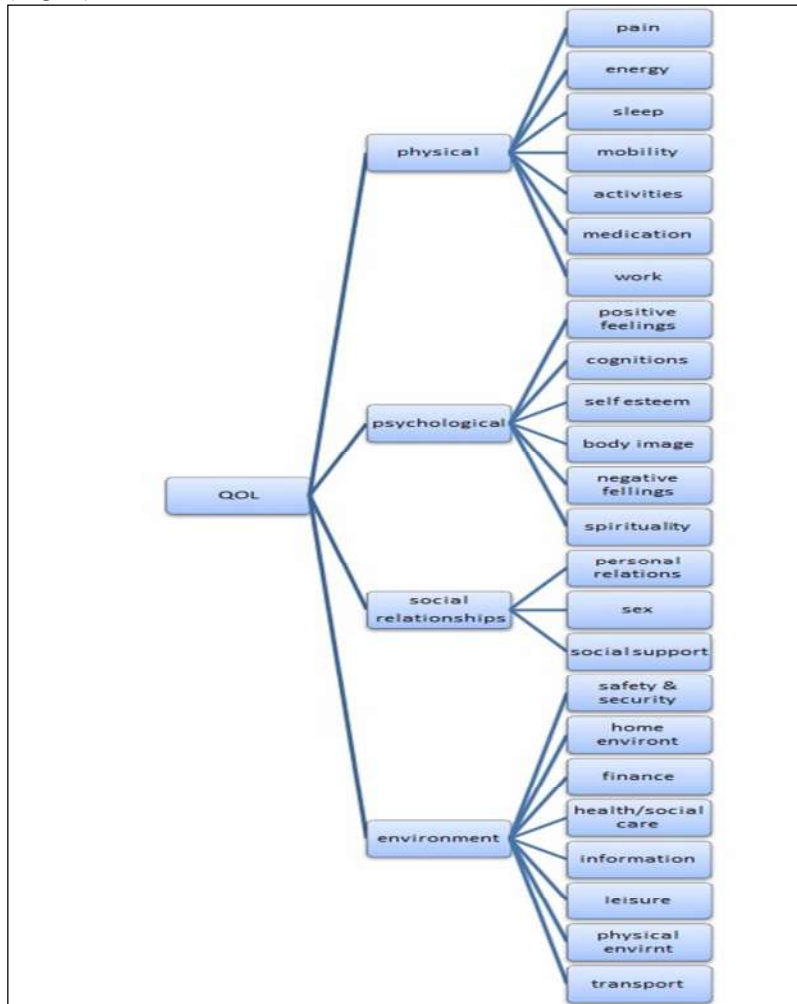 pain
energy
sleep
mobility
physical
activities
medication
work
positive
feelings
cognitions
self esteem
psychological
body image
negative
fellings
spirituality
QOL
personal
relations
social
relationships
sex
social support
safety &
security
home
environt
finance
health/social
care
environment
information
leisure
physical
envirnt
transport